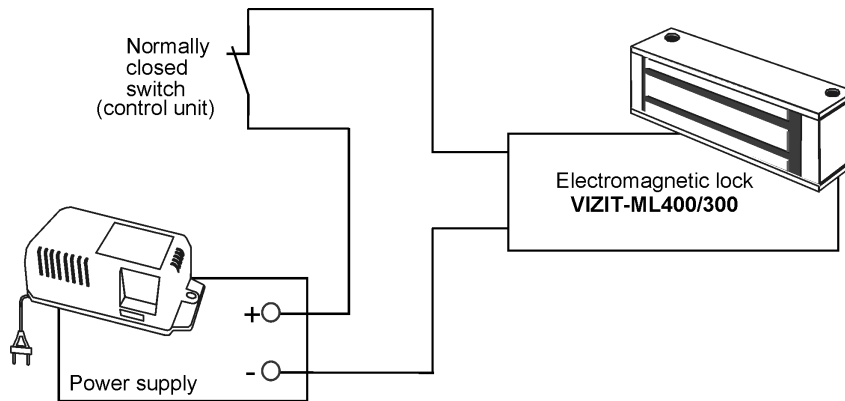 Normally
closed
switch
(control unit)
Electromagnetic lock
VIZIT-ML400/300
+
-
Power supply